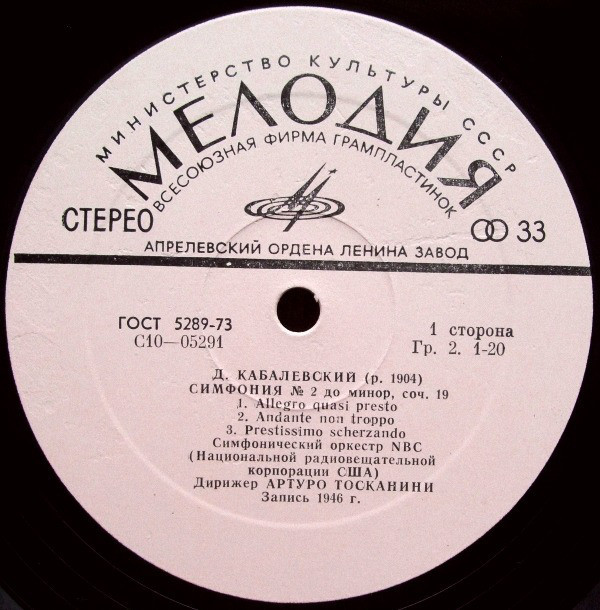 МИНИСТЕРСТВО КУЛЬТУРЫ СССР
МЕЛОДИЯ
ВСЕСОЮЗНАЯ ФИРМА ГРАМПЛАСТИНОК
СТЕРЕО
33
АПРЕЛЕВСКИЙ ОРДЕНА ЛЕНИНА ЗАВОД
ГОСТ 5289-73
С10—05291
1 сторона
Гр. 2. 1-20
Д. КАБАЛЕВСКИЙ (р. 1904)
СИМФОНИЯ № 2 до минор, соч. 19
1. Allegro quasi presto
2. Andante non troppo
3. Prestissimo scherzando
Симфонический оркестр NBC
(Национальной радиовещательной
корпорации США)
Дирижер АРТУРО ТОСКАНИНИ
Запись 1946 г.